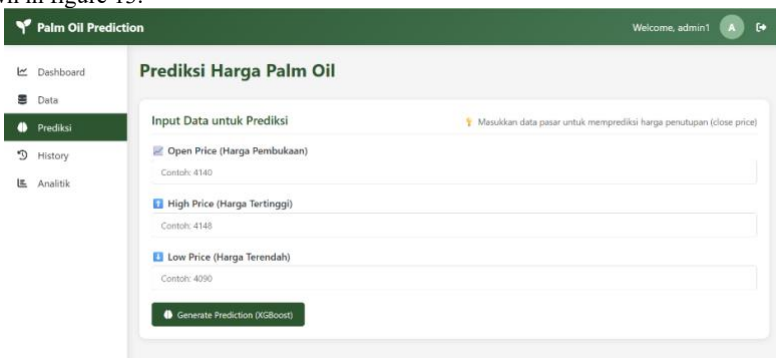 in figure 15.
Palm Oil Prediction
Welcome, admin1 A
Dashboard
Data
Prediksi
History
Analitik
Prediksi Harga Palm Oil
Input Data untuk Prediksi
Masukkan data pasar untuk memprediksi harga penutupan (close price)
Open Price (Harga Pembukaan)
Contoh: 4140
High Price (Harga Tertinggi)
Contoh: 4148
Low Price (Harga Terendah)
Contoh: 4090
Generate Prediction (XGBoost)